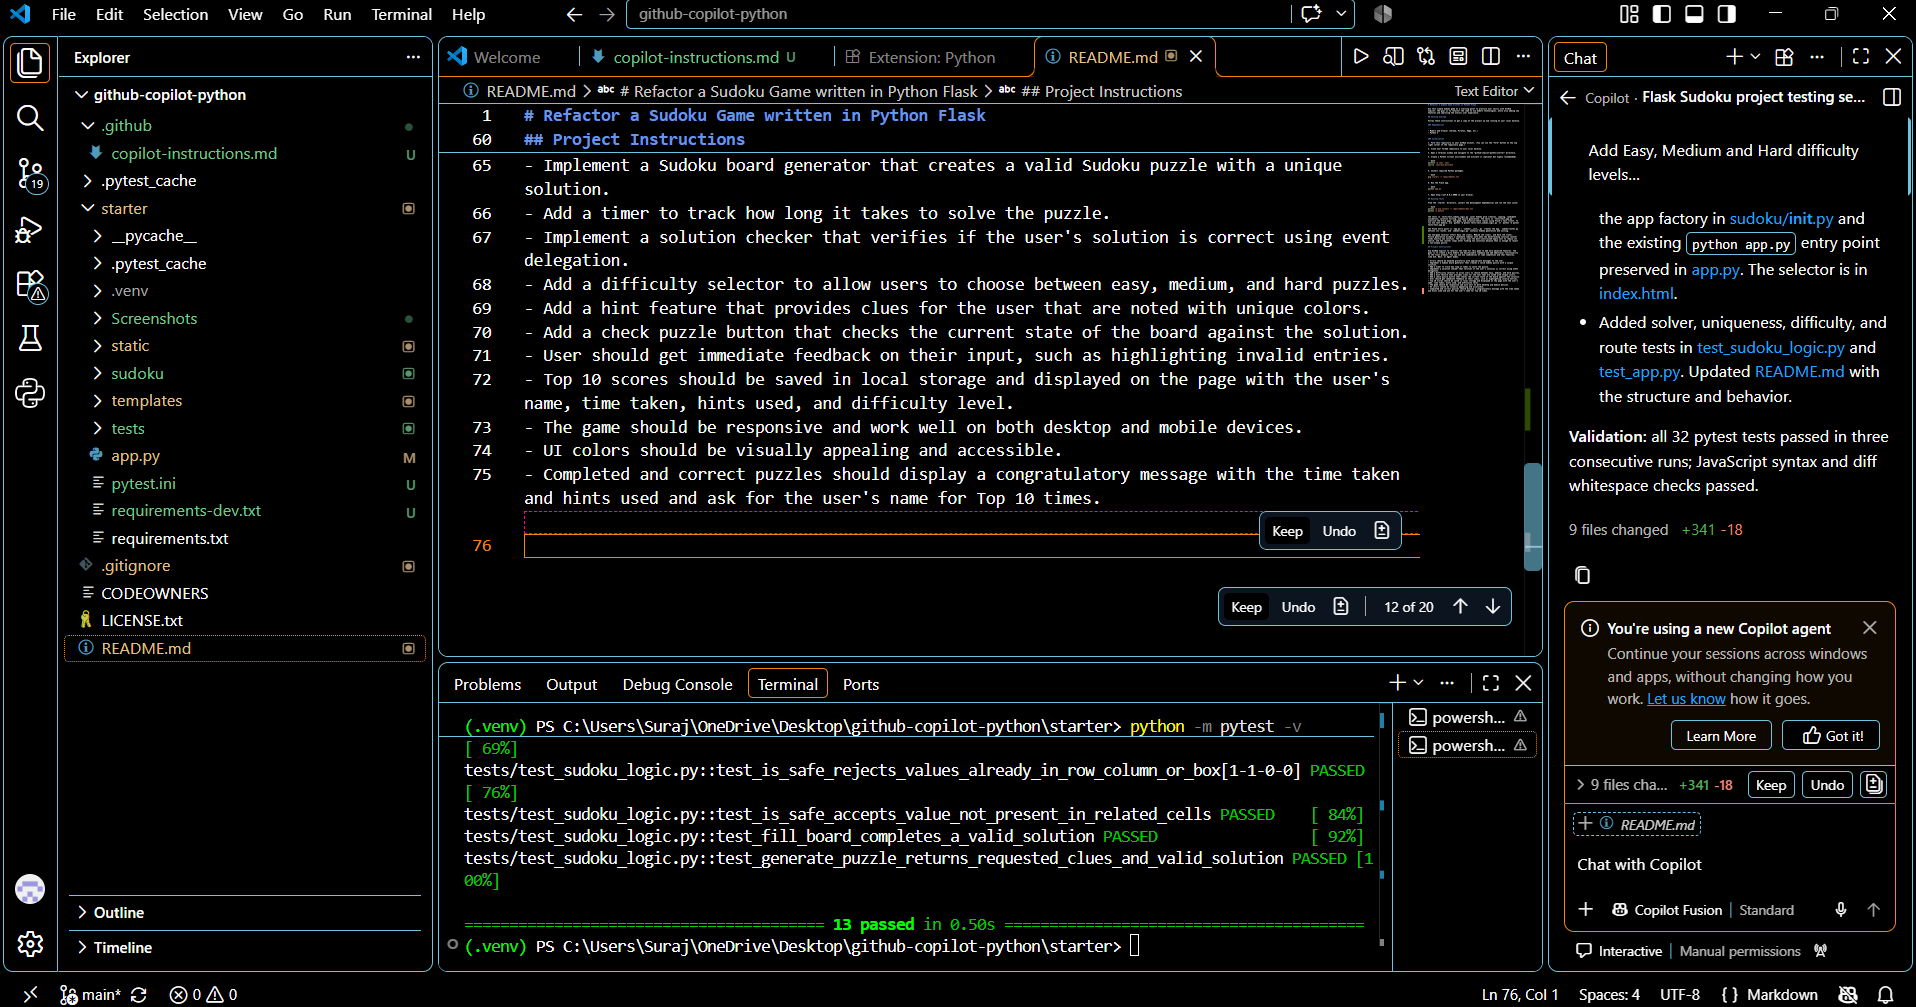 File Edit Selection View Go Run Terminal Help
github-copilot-python
Explorer
github-copilot-python
.github
copilot-instructions.md U
.pytest_cache
starter
__pycache__
.pytest_cache
.venv
Screenshots
static
sudoku
templates
tests
app.py M
pytest.ini U
requirements-dev.txt U
requirements.txt
.gitignore
CODEOWNERS
LICENSE.txt
README.md
Outline
Timeline
19
Welcome
copilot-instructions.md U
Extension: Python
README.md
README.md > abc # Refactor a Sudoku Game written in Python Flask > abc ## Project Instructions
Text Editor
1 # Refactor a Sudoku Game written in Python Flask
60 ## Project Instructions
65 - Implement a Sudoku board generator that creates a valid Sudoku puzzle with a unique
solution.
66 - Add a timer to track how long it takes to solve the puzzle.
67 - Implement a solution checker that verifies if the user's solution is correct using event
delegation.
68 - Add a difficulty selector to allow users to choose between easy, medium, and hard puzzles.
69 - Add a hint feature that provides clues for the user that are noted with unique colors.
70 - Add a check puzzle button that checks the current state of the board against the solution.
71 - User should get immediate feedback on their input, such as highlighting invalid entries.
72 - Top 10 scores should be saved in local storage and displayed on the page with the user's
name, time taken, hints used, and difficulty level.
73 - The game should be responsive and work well on both desktop and mobile devices.
74 - UI colors should be visually appealing and accessible.
75 - Completed and correct puzzles should display a congratulatory message with the time taken
and hints used and ask for the user's name for Top 10 times.
Keep Undo
76
Keep Undo 12 of 20
Problems Output Debug Console Terminal Ports
(.venv) PS C:\Users\Suraj\OneDrive\Desktop\github-copilot-python\starter> python -m pytest -v
[ 69%]
tests/test_sudoku_logic.py::test_is_safe_rejects_values_already_in_row_column_or_box[1-1-0-0] PASSED
[ 76%]
tests/test_sudoku_logic.py::test_is_safe_accepts_value_not_present_in_related_cells PASSED [ 84%]
tests/test_sudoku_logic.py::test_fill_board_completes_a_valid_solution PASSED [ 92%]
tests/test_sudoku_logic.py::test_generate_puzzle_returns_requested_clues_and_valid_solution PASSED [1
00%]
13 passed in 0.50s
(.venv) PS C:\Users\Suraj\OneDrive\Desktop\github-copilot-python\starter>
powersh...
powersh...
Chat
Copilot · Flask Sudoku project testing se...
Add Easy, Medium and Hard difficulty
levels...
the app factory in sudoku/init.py and
the existing python app.py entry point
preserved in app.py. The selector is in
index.html.
• Added solver, uniqueness, difficulty, and
route tests in test_sudoku_logic.py and
test_app.py. Updated README.md with
the structure and behavior.
Validation: all 32 pytest tests passed in three
consecutive runs; JavaScript syntax and diff
whitespace checks passed.
9 files changed +341 -18
You're using a new Copilot agent
Continue your sessions across windows
and apps, without changing how you
work. Let us know how it goes.
Learn More Got it!
9 files cha... +341 -18 Keep Undo
README.md
Chat with Copilot
Copilot Fusion | Standard
Interactive | Manual permissions
main* 0 0
Ln 76, Col 1 Spaces: 4 UTF-8 {} Markdown